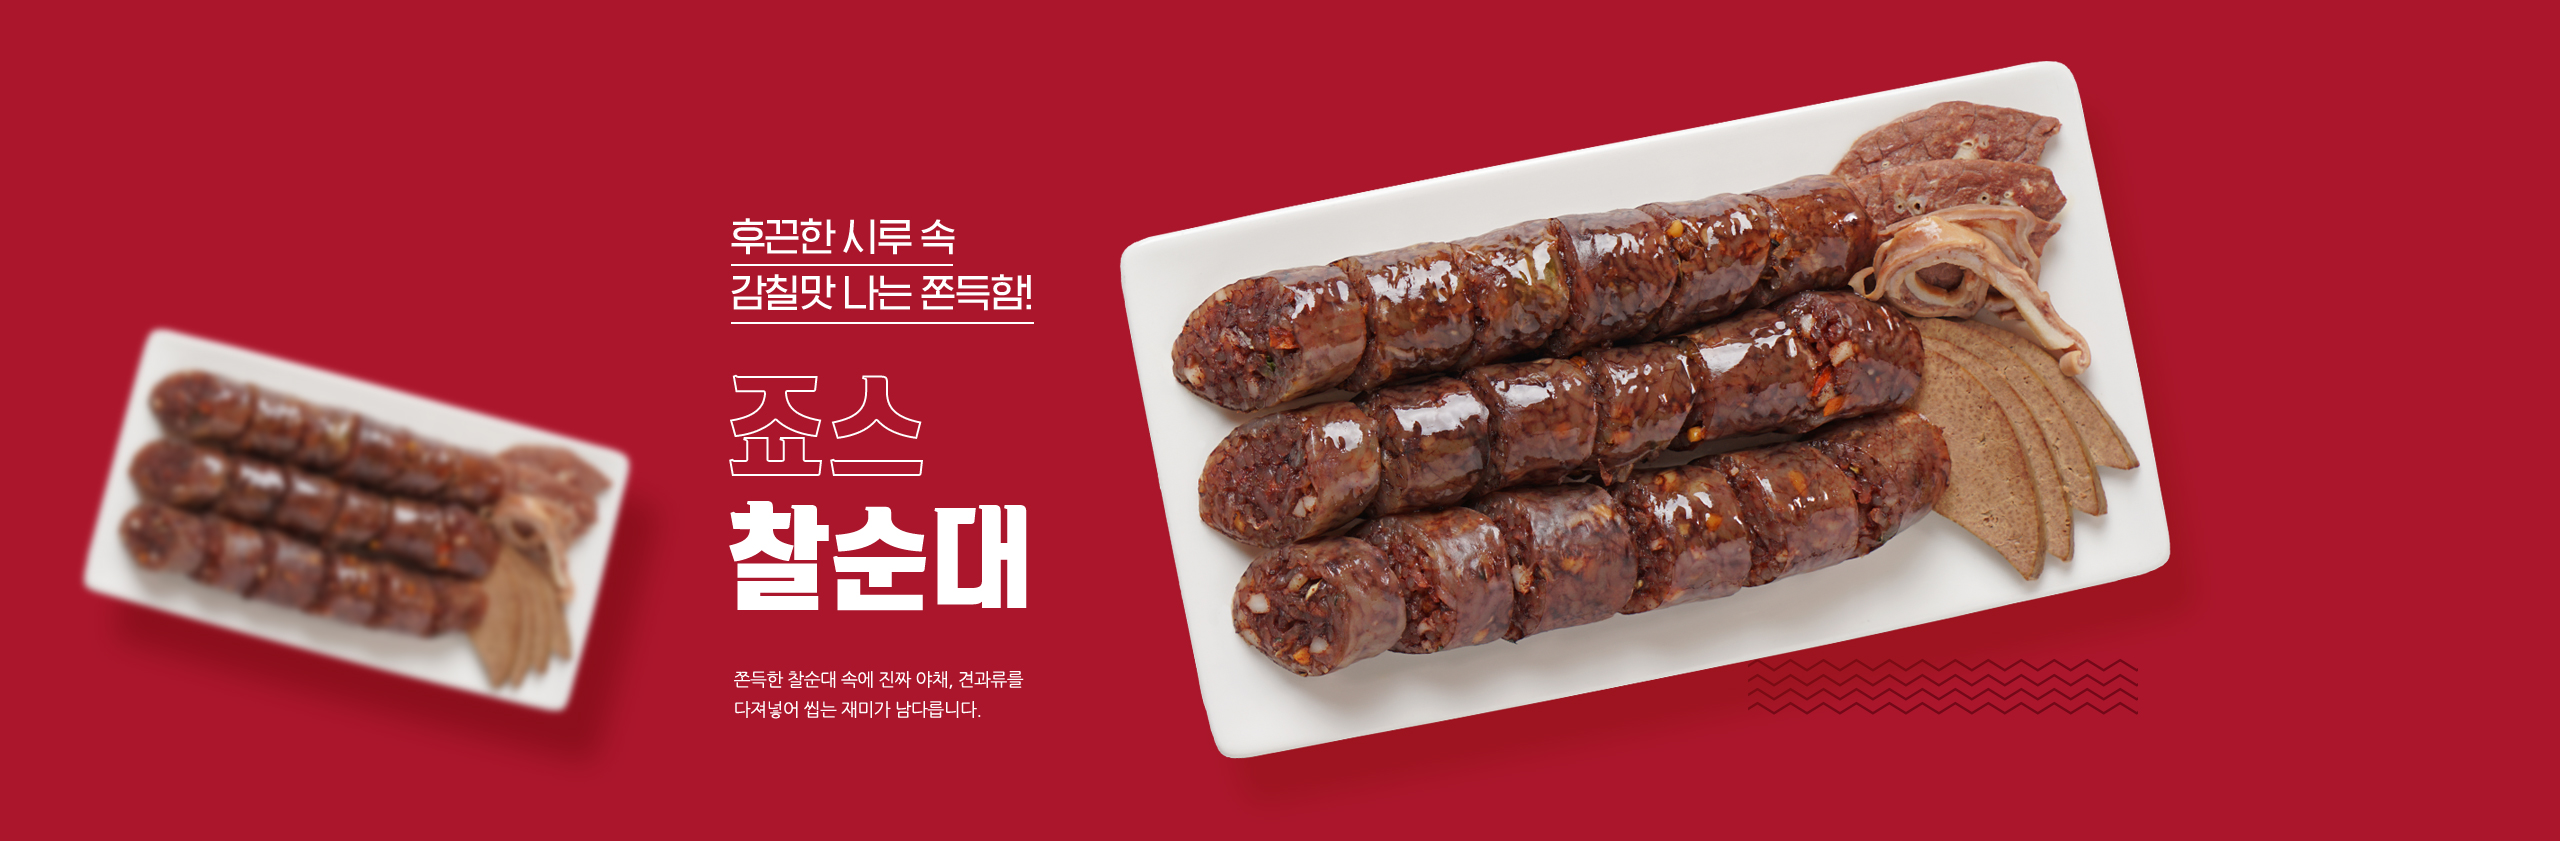 후끈한 시루 속
감칠맛 나는 쫀득함!
죠스
찰순대
쫀득한 찰순대 속에 진짜 야채, 견과류를
다져넣어 씹는 재미가 남다릅니다.